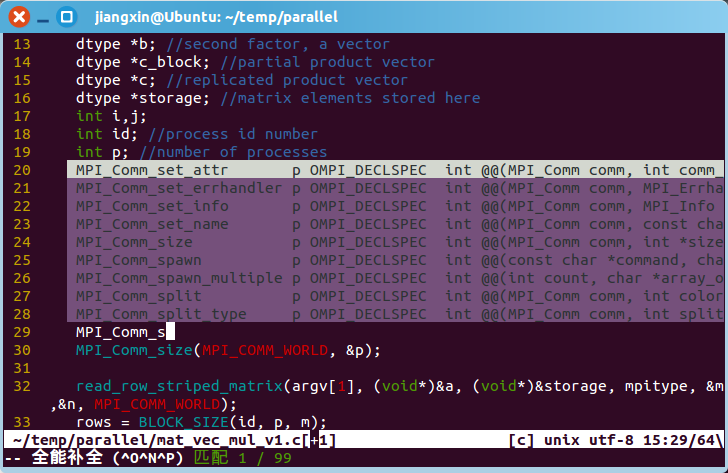 jiangxin@Ubuntu: ~/temp/parallel
13 dtype *b; //second factor, a vector
14 dtype *c_block; //partial product vector
15 dtype *c; //replicated product vector
16 dtype *storage; //matrix elements stored here
17 int i,j;
18 int id; //process id number
19 int p; //number of processes
20 MPI_Comm_set_attr p OMPI_DECLSPEC int @@(MPI_Comm comm, int comm_
21 MPI_Comm_set_errhandler p OMPI_DECLSPEC int @@(MPI_Comm comm, MPI_Errha
22 MPI_Comm_set_info p OMPI_DECLSPEC int @@(MPI_Comm comm, MPI_Info
23 MPI_Comm_set_name p OMPI_DECLSPEC int @@(MPI_Comm comm, const cha
24 MPI_Comm_size p OMPI_DECLSPEC int @@(MPI_Comm comm, int *size
25 MPI_Comm_spawn p OMPI_DECLSPEC int @@(const char *command, cha
26 MPI_Comm_spawn_multiple p OMPI_DECLSPEC int @@(int count, char *array_o
27 MPI_Comm_split p OMPI_DECLSPEC int @@(MPI_Comm comm, int color
28 MPI_Comm_split_type p OMPI_DECLSPEC int @@(MPI_Comm comm, int split
29 MPI_Comm_s
30 MPI_Comm_size(MPI_COMM_WORLD, &p);
31
32 read_row_striped_matrix(argv[1], (void*)&a, (void*)&storage, mpitype, &m
,&n, MPI_COMM_WORLD);
33 rows = BLOCK_SIZE(id, p, m);
~/temp/parallel/mat_vec_mul_v1.c[+1] [c] unix utf-8 15:29/64\
-- 全能补全 (^O^N^P) 匹配 1 / 99